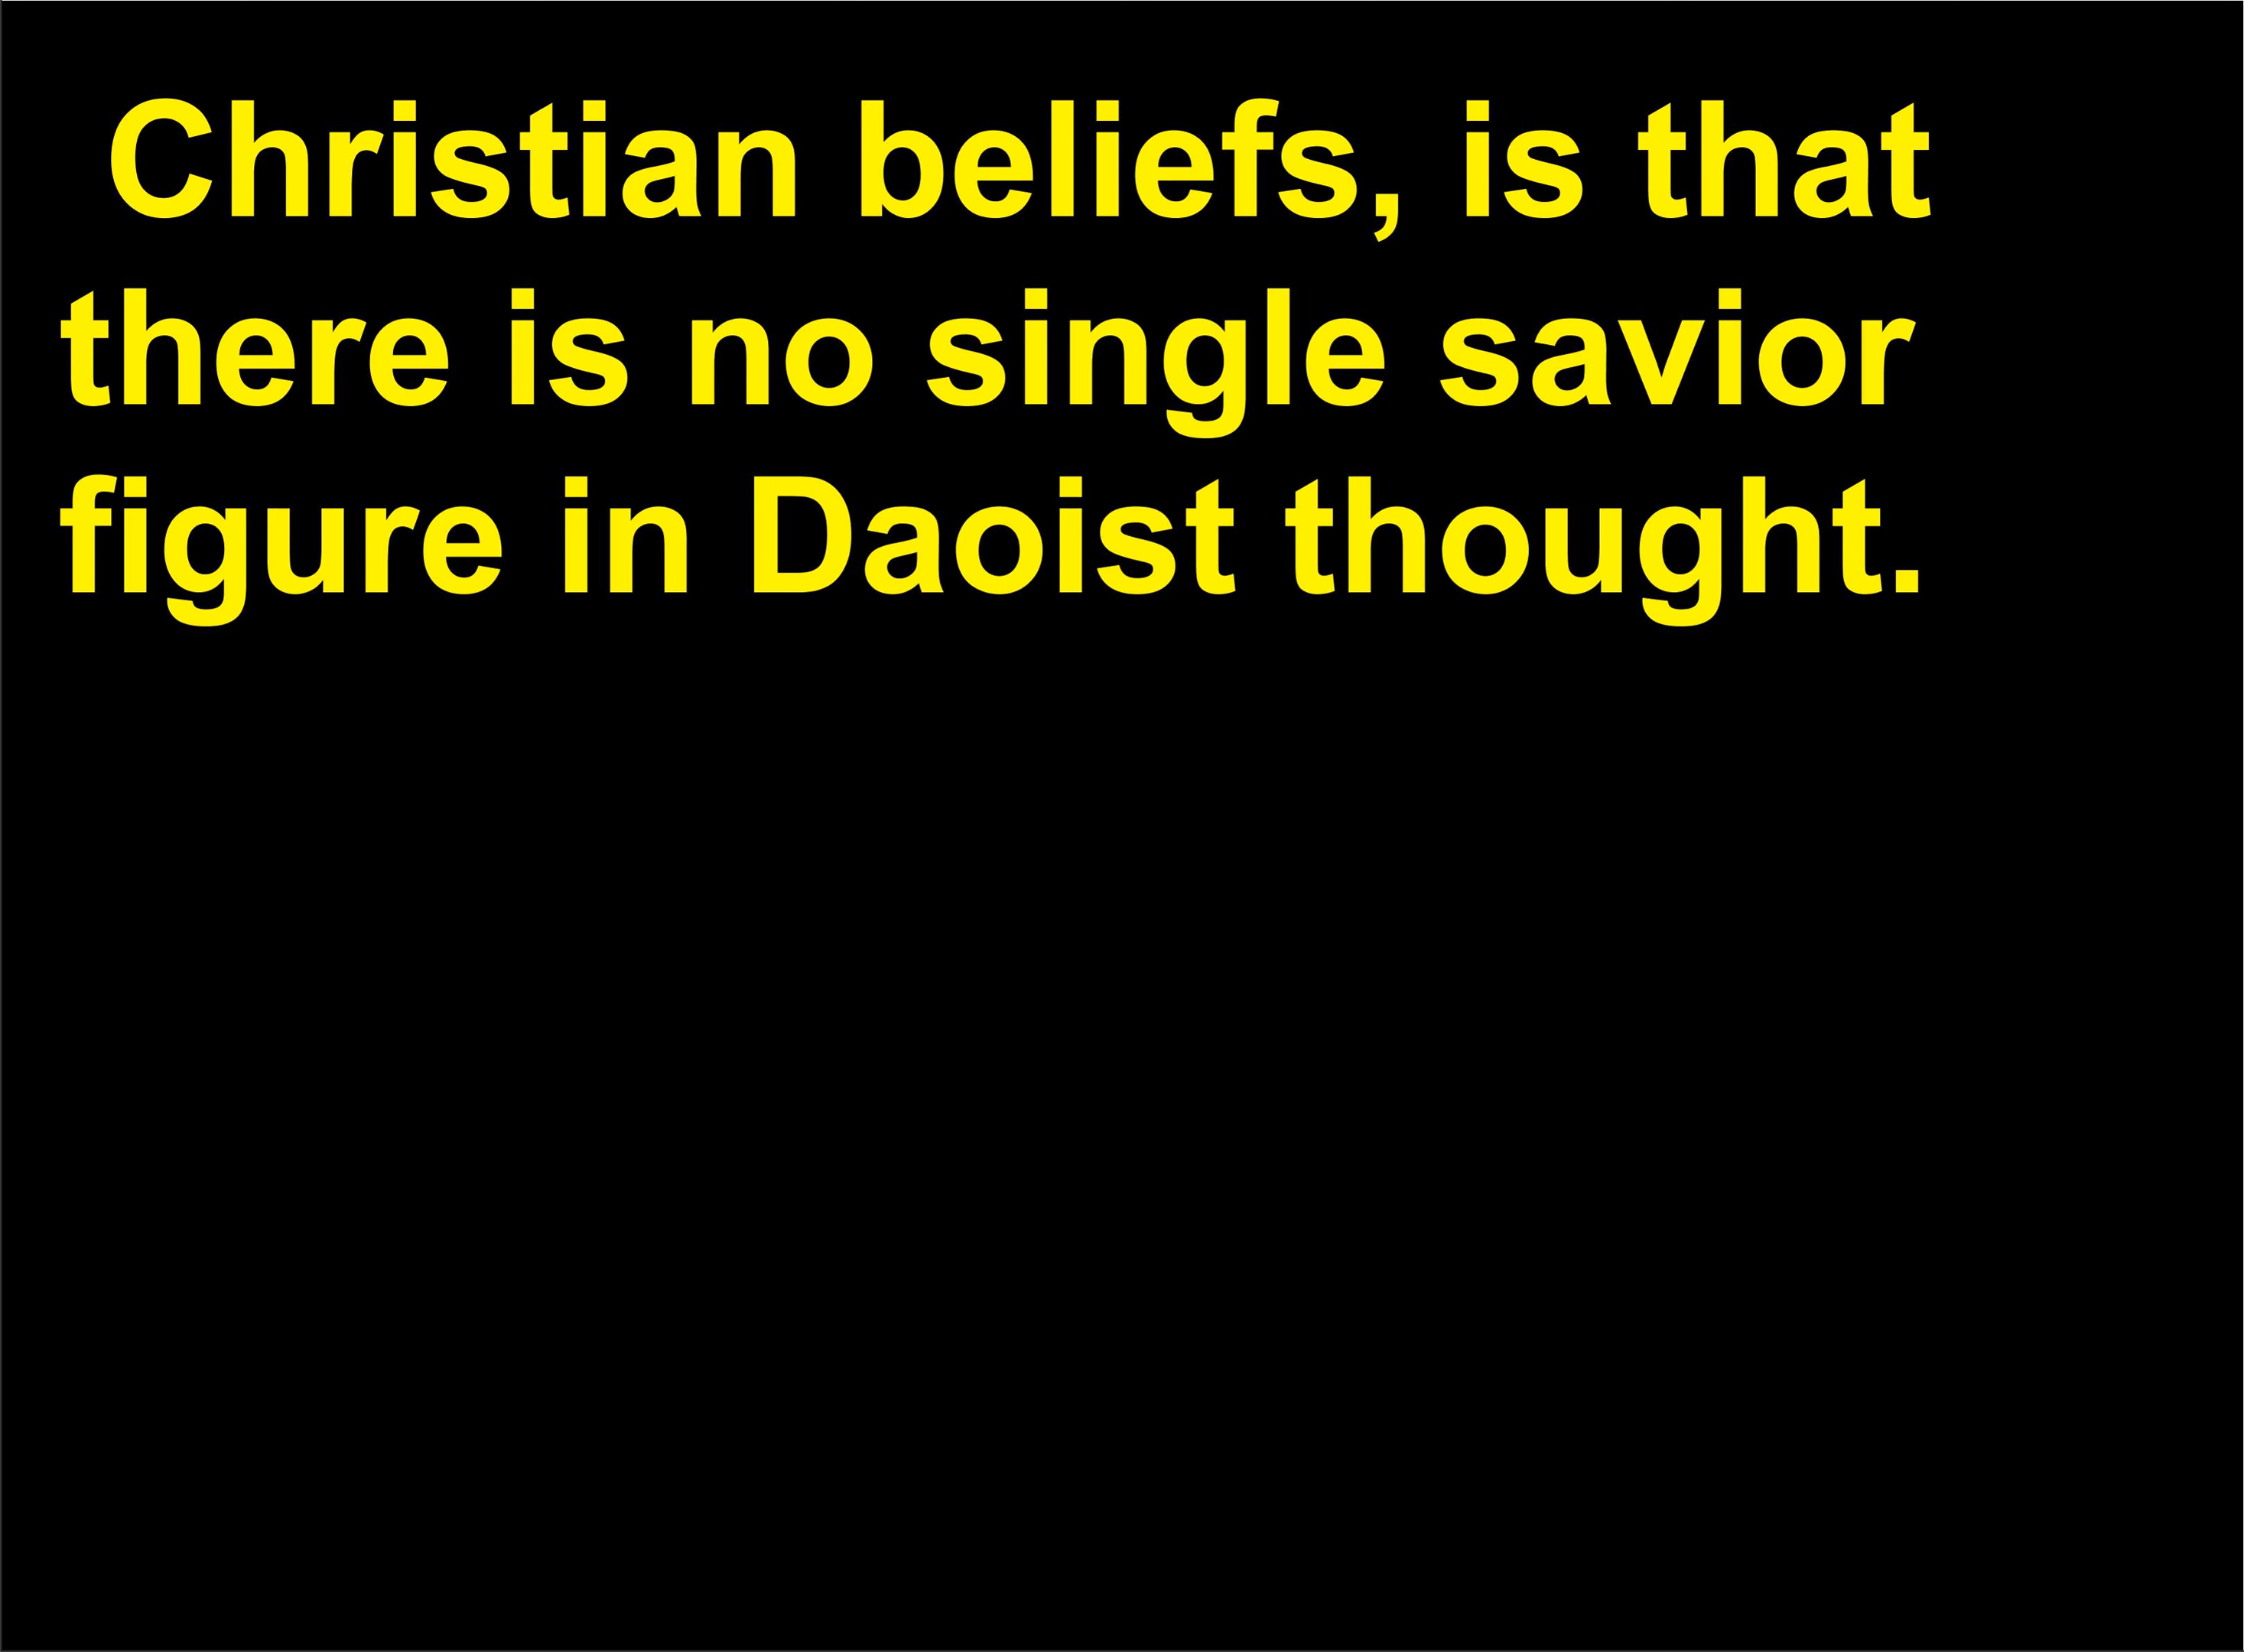 Christian beliefs, is that
there is no single savior
figure in Daoist thought.